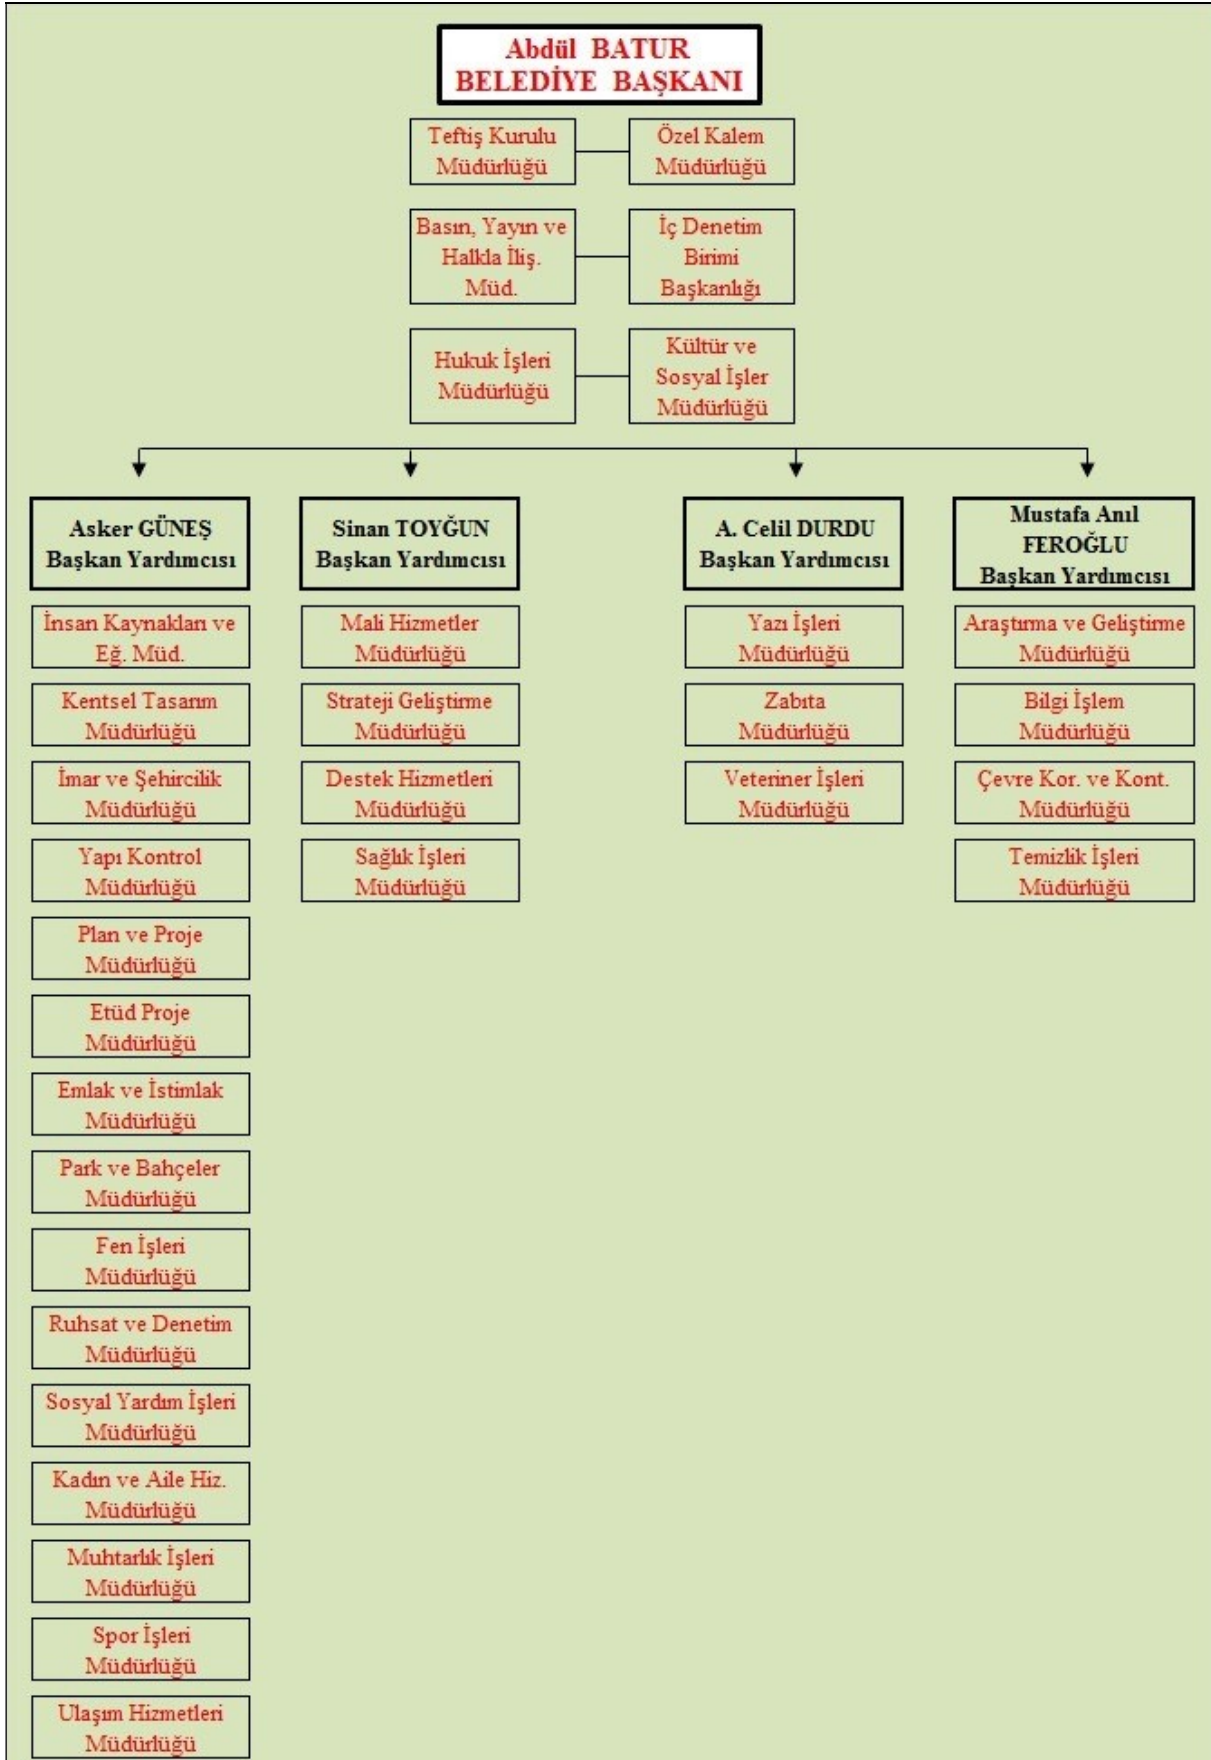 Abdül BATUR
BELEDİYE BAŞKANI
Teftiş Kurulu
Müdürlüğü
Özel Kalem
Müdürlüğü
Basın, Yayın ve
Halkla İliş.
Müd.
İç Denetim
Birimi
Başkanlığı
Hukuk İşleri
Müdürlüğü
Kültür ve
Sosyal İşler
Müdürlüğü
Asker GÜNEŞ
Başkan Yardımcısı
İnsan Kaynakları ve
Eğ. Müd.
Kentsel Tasarım
Müdürlüğü
İmar ve Şehircilik
Müdürlüğü
Yapı Kontrol
Müdürlüğü
Plan ve Proje
Müdürlüğü
Etüd Proje
Müdürlüğü
Emlak ve İstimlak
Müdürlüğü
Park ve Bahçeler
Müdürlüğü
Fen İşleri
Müdürlüğü
Ruhsat ve Denetim
Müdürlüğü
Sosyal Yardım İşleri
Müdürlüğü
Kadın ve Aile Hiz.
Müdürlüğü
Muhtarlık İşleri
Müdürlüğü
Spor İşleri
Müdürlüğü
Ulaşım Hizmetleri
Müdürlüğü
Sinan TOYĞUN
Başkan Yardımcısı
Mali Hizmetler
Müdürlüğü
Strateji Geliştirme
Müdürlüğü
Destek Hizmetleri
Müdürlüğü
Sağlık İşleri
Müdürlüğü
A. Celil DURDU
Başkan Yardımcısı
Yazı İşleri
Müdürlüğü
Zabıta
Müdürlüğü
Veteriner İşleri
Müdürlüğü
Mustafa Anıl
FEROĞLU
Başkan Yardımcısı
Araştırma ve Geliştirme
Müdürlüğü
Bilgi İşlem
Müdürlüğü
Çevre Kor. ve Kont.
Müdürlüğü
Temizlik İşleri
Müdürlüğü